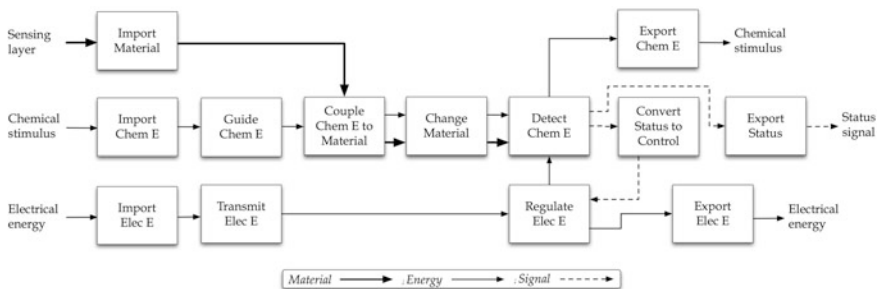 Sensing
layer
Import
Material
Export
Chem E
Chemical
stimulus
Chemical
stimulus
Import
Chem E
Guide
Chem E
Couple
Chem E to
Material
Change
Material
Detect
Chem E
Convert
Status to
Control
Export
Status
Status
signal
Electrical
energy
Import
Elec E
Transmit
Elec E
Regulate
Elec E
Export
Elec E
Electrical
energy
Material Energy Signal